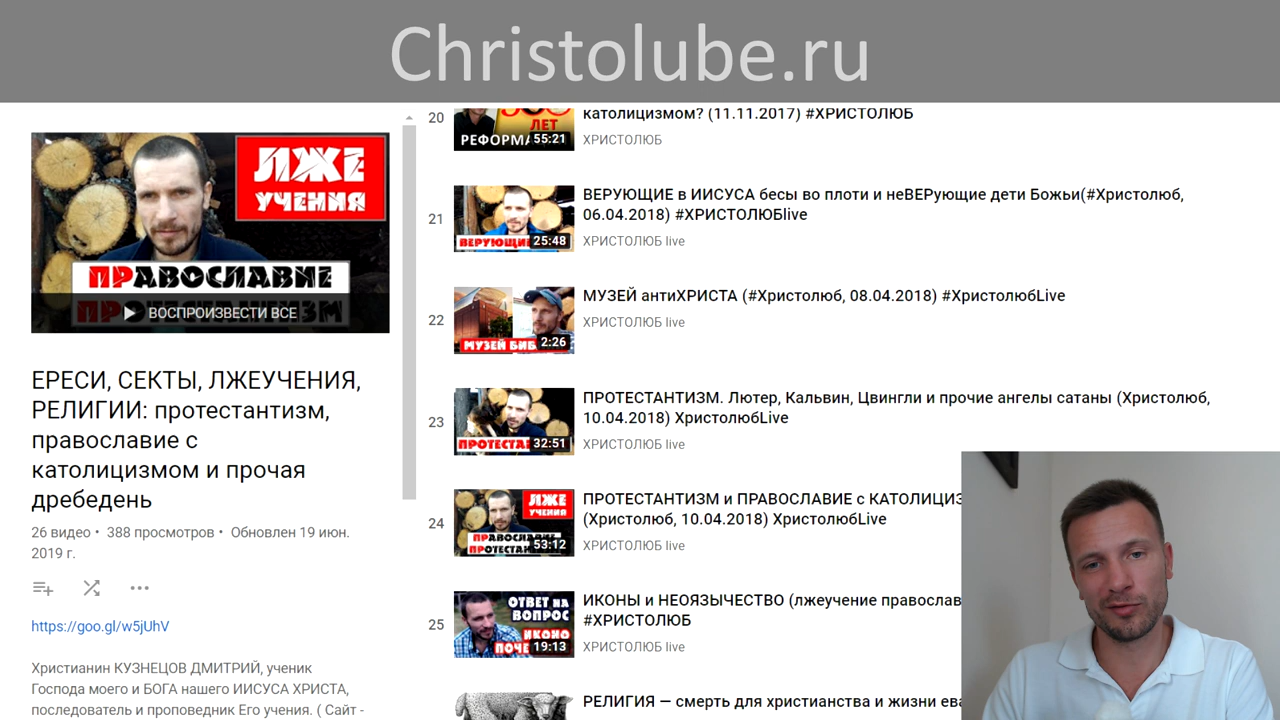 Christolube.ru
ЛЖЕ
УЧЕНИЯ
ПРАВОСЛАВИЕ
ПРОТЕСТАНТИЗМ
ВОСПРОИЗВЕСТИ ВСЕ
ЕРЕСИ, СЕКТЫ, ЛЖЕУЧЕНИЯ,
РЕЛИГИИ: протестантизм,
православие с
католицизмом и прочая
дребедень
26 видео • 388 просмотров • Обновлен 19 июн.
2019 г.
https://goo.gl/w5jUhV
Христианин КУЗНЕЦОВ ДМИТРИЙ, ученик
Господа моего и БОГА нашего ИИСУСА ХРИСТА,
последователь и проповедник Его учения. ( Сайт -
20
ЛЕТ
РЕФОРМА
55:21
католицизмом? (11.11.2017) #ХРИСТОЛЮБ
ХРИСТОЛЮБ
21
ВЕРУЮЩИЕ
25:48
ВЕРУЮЩИЕ в ИИСУСА бесы во плоти и неВЕРующие дети Божьи(#Христолюб,
06.04.2018) #ХРИСТОЛЮБlive
ХРИСТОЛЮБ live
22
МУЗЕЙ БИБ
2:26
МУЗЕЙ антиХРИСТА (#Христолюб, 08.04.2018) #ХристолюбLive
ХРИСТОЛЮБ live
23
ПРОТЕСТА
32:51
ПРОТЕСТАНТИЗМ. Лютер, Кальвин, Цвингли и прочие ангелы сатаны (Христолюб,
10.04.2018) ХристолюбLive
ХРИСТОЛЮБ live
24
ЛЖЕ
УЧЕНИЯ
ПРАВОСЛАВ
ПРОТЕСТАН
53:12
ПРОТЕСТАНТИЗМ и ПРАВОСЛАВИЕ с КАТОЛИЦИЗ
(Христолюб, 10.04.2018) ХристолюбLive
ХРИСТОЛЮБ live
25
ОТВЕТ на
ВОПРОС
ИКОНО
ПОЧЕ
19:13
ИКОНЫ и НЕОЯЗЫЧЕСТВО (лжеучение православ
#ХРИСТОЛЮБ
ХРИСТОЛЮБ live
РЕЛИГИЯ — смерть для христианства и жизни ева